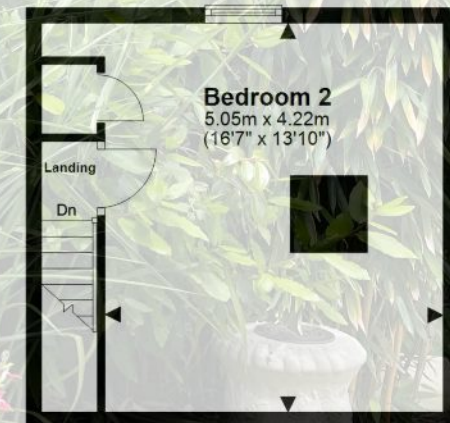 Bedroom 2
5.05m x 4.22m
(16'7" x 13'10")
Landing
Dn